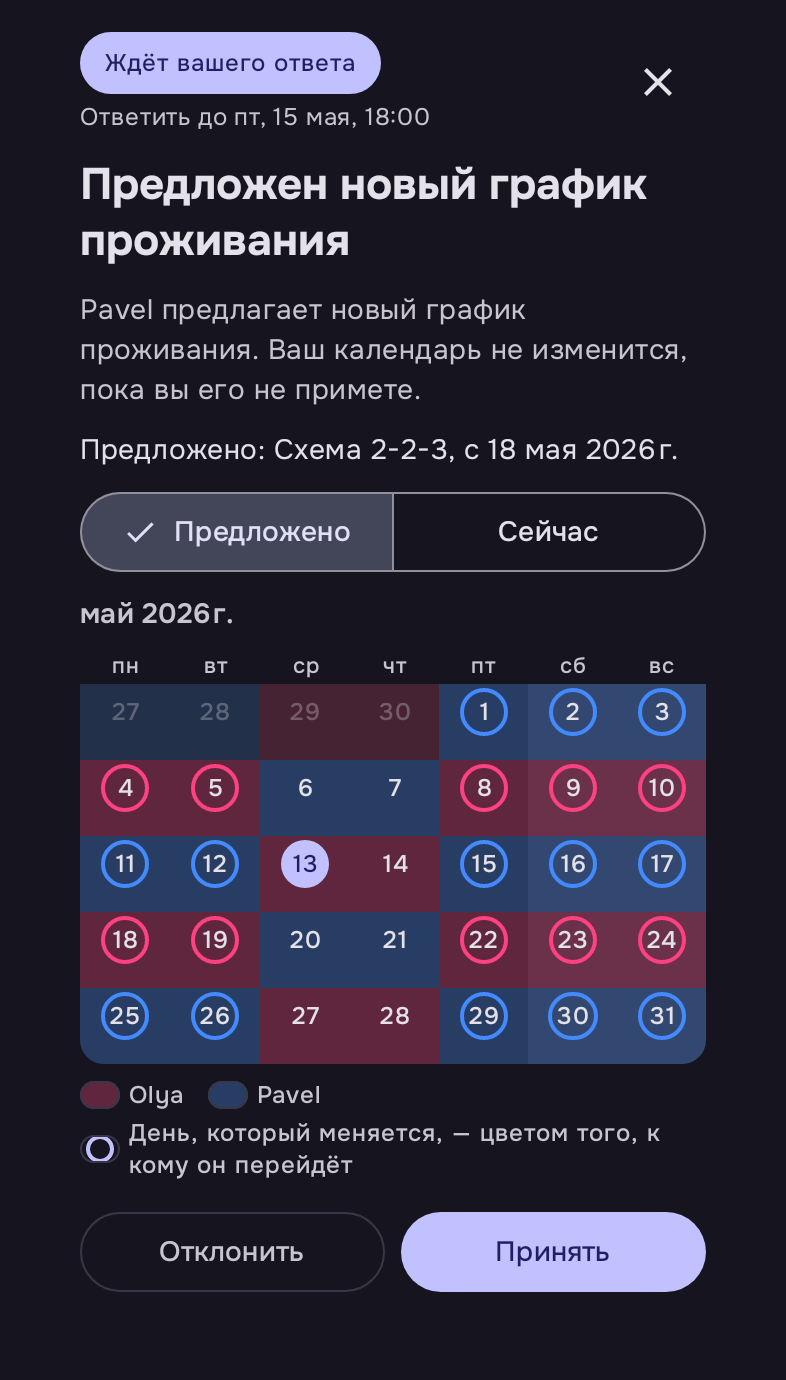 Ждёт вашего ответа
Ответить до пт, 15 мая, 18:00
Предложен новый график
проживания
Pavel предлагает новый график
проживания. Ваш календарь не изменится,
пока вы его не примете.
Предложено: Схема 2-2-3, с 18 мая 2026 г.
Предложено Сейчас
май 2026 г.
пн вт ср чт пт сб вс
27 28 29 30 1 2 3
4 5 6 7 8 9 10
11 12 13 14 15 16 17
18 19 20 21 22 23 24
25 26 27 28 29 30 31
Olya Pavel
День, который меняется, — цветом того, к
кому он перейдёт
Отклонить Принять